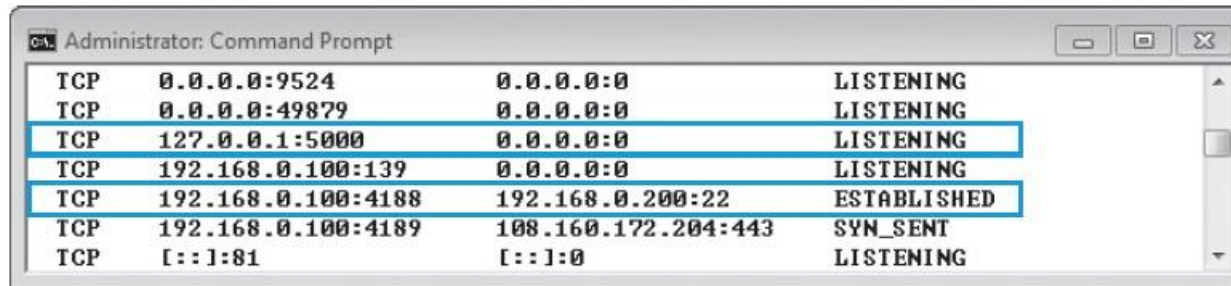 Administrator: Command Prompt
TCP 0.0.0.0:9524 0.0.0.0:0 LISTENING
TCP 0.0.0.0:49879 0.0.0.0:0 LISTENING
TCP 127.0.0.1:5000 0.0.0.0:0 LISTENING
TCP 192.168.0.100:139 0.0.0.0:0 LISTENING
TCP 192.168.0.100:4188 192.168.0.200:22 ESTABLISHED
TCP 192.168.0.100:4189 108.160.172.204:443 SYN_SENT
TCP [::]:81 [::]:0 LISTENING